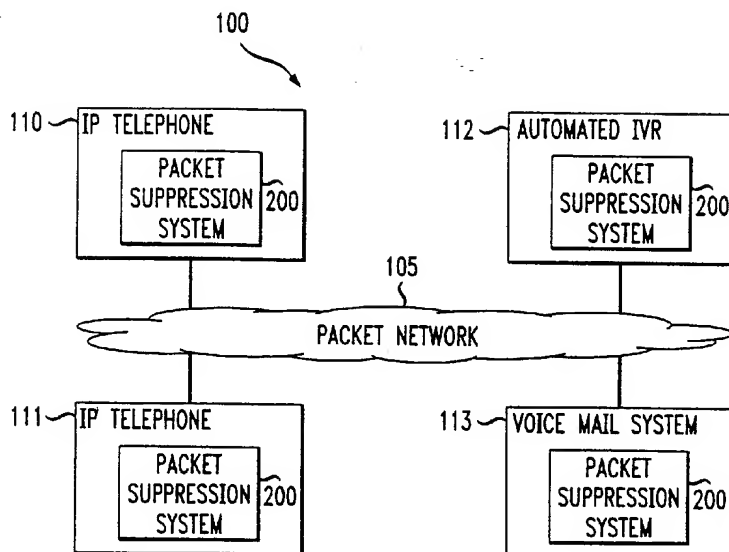 100
110 IP TELEPHONE
PACKET
SUPPRESSION
SYSTEM
200
112 AUTOMATED IVR
PACKET
SUPPRESSION
SYSTEM
200
105
PACKET NETWORK
111 IP TELEPHONE
PACKET
SUPPRESSION
SYSTEM
200
113 VOICE MAIL SYSTEM
PACKET
SUPPRESSION
SYSTEM
200